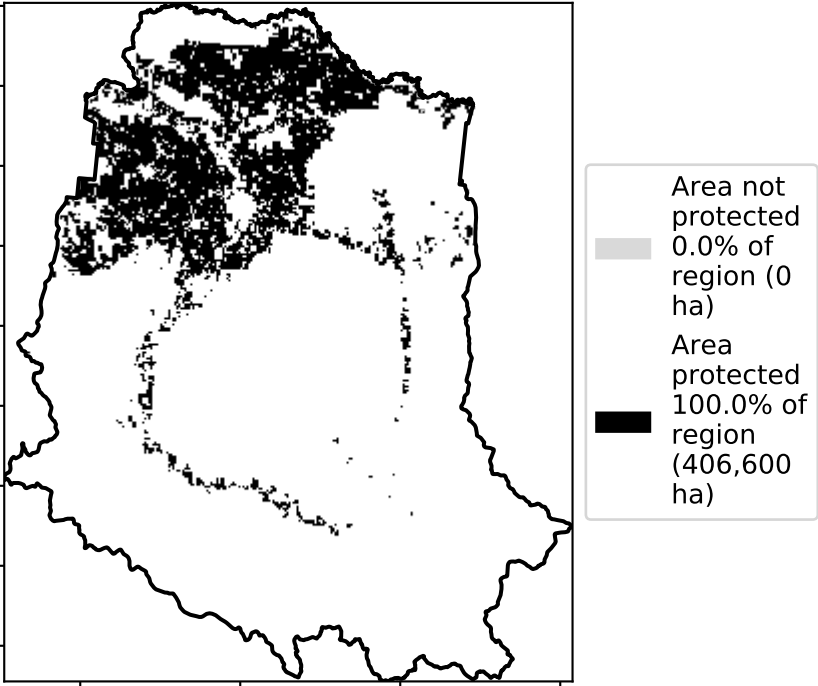 Area not
protected
0.0% of
region (0
ha)
Area
protected
100.0% of
region
(406,600
ha)